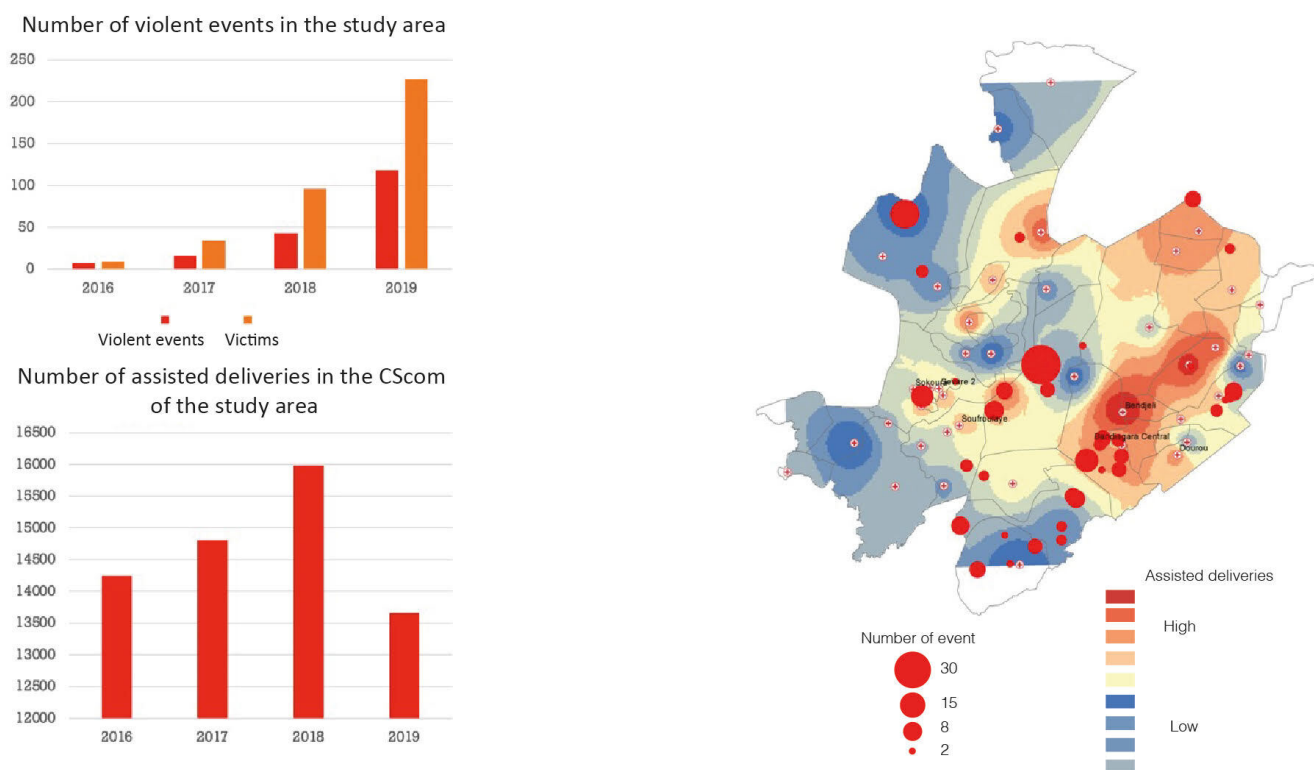 Number of violent events in the study area
250
200
150
100
50
0
2016 2017 2018 2019
Violent events Victims
Number of assisted deliveries in the CScom
of the study area
16500
16000
15500
15000
14500
14000
13500
13000
12500
12000
2016 2017 2018 2019
Sevare 2
Soufroulaye
Bendjeli
Bandiagara Central
Dourou
Number of event
30
15
8
2
Assisted deliveries
High
Low